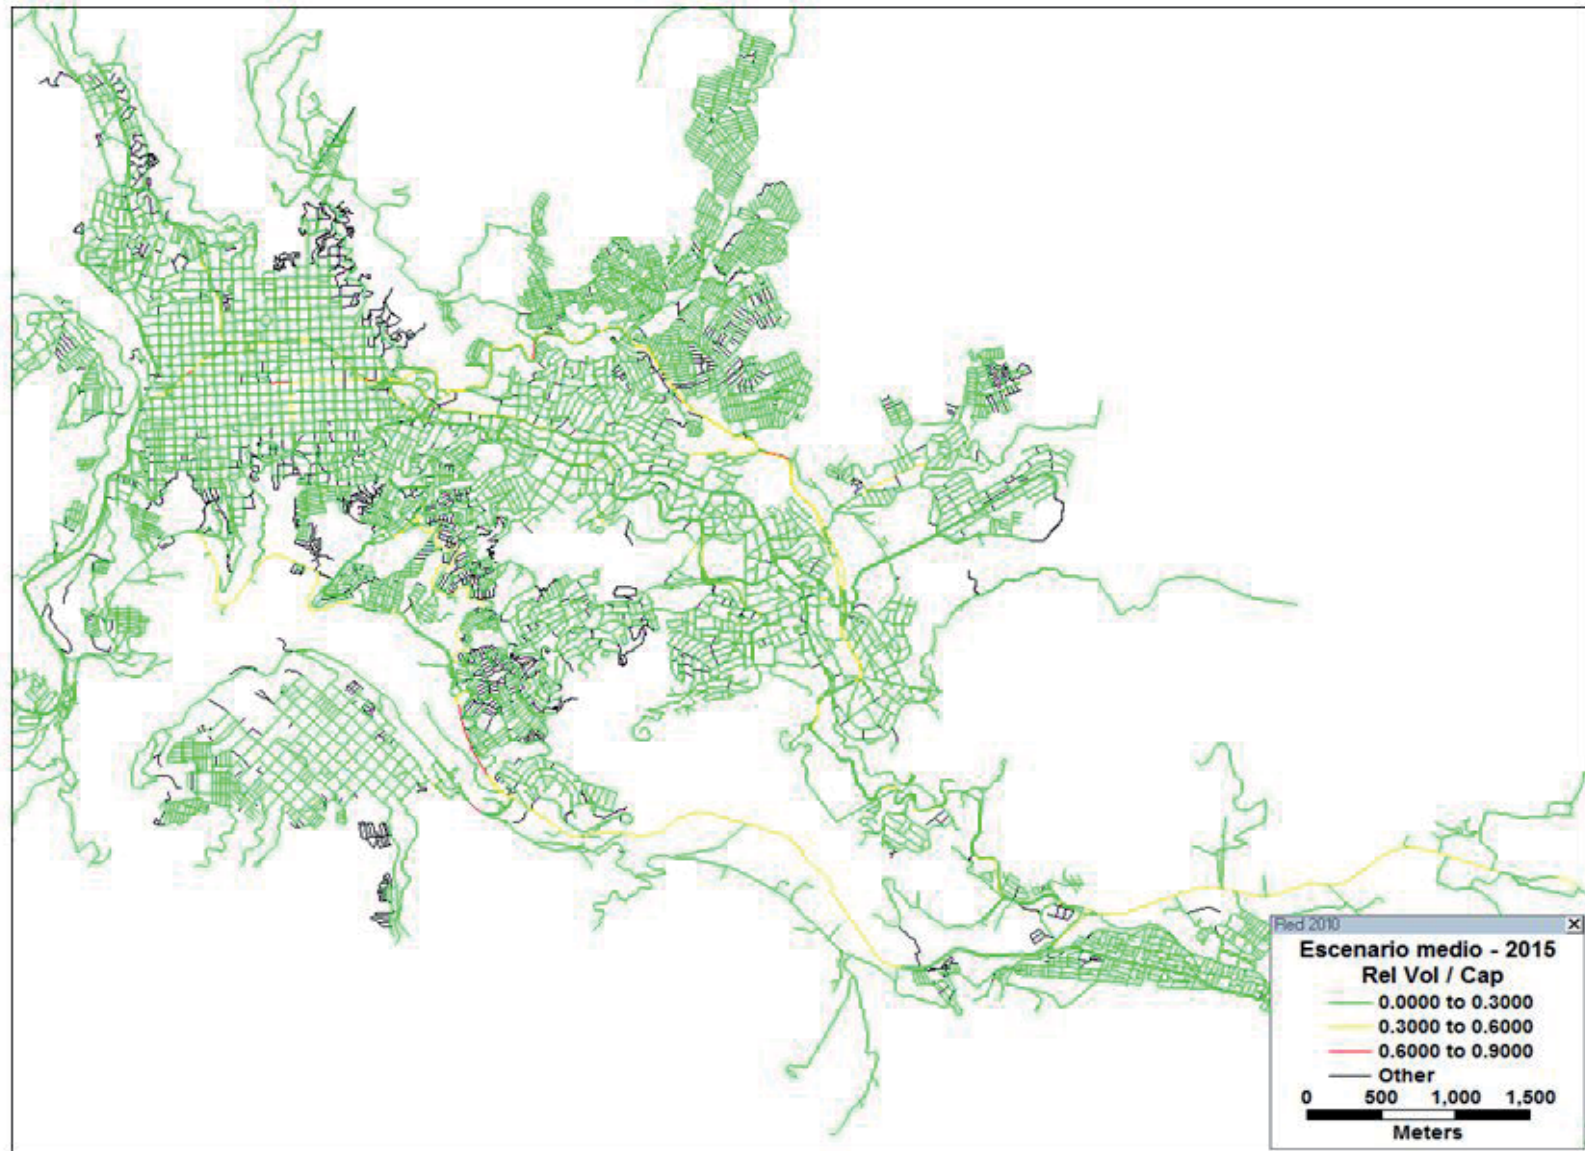 Red 2010
Escenario medio - 2015
Rel Vol / Cap
0.0000 to 0.3000
0.3000 to 0.6000
0.6000 to 0.9000
Other
0 500 1,000 1,500
Meters